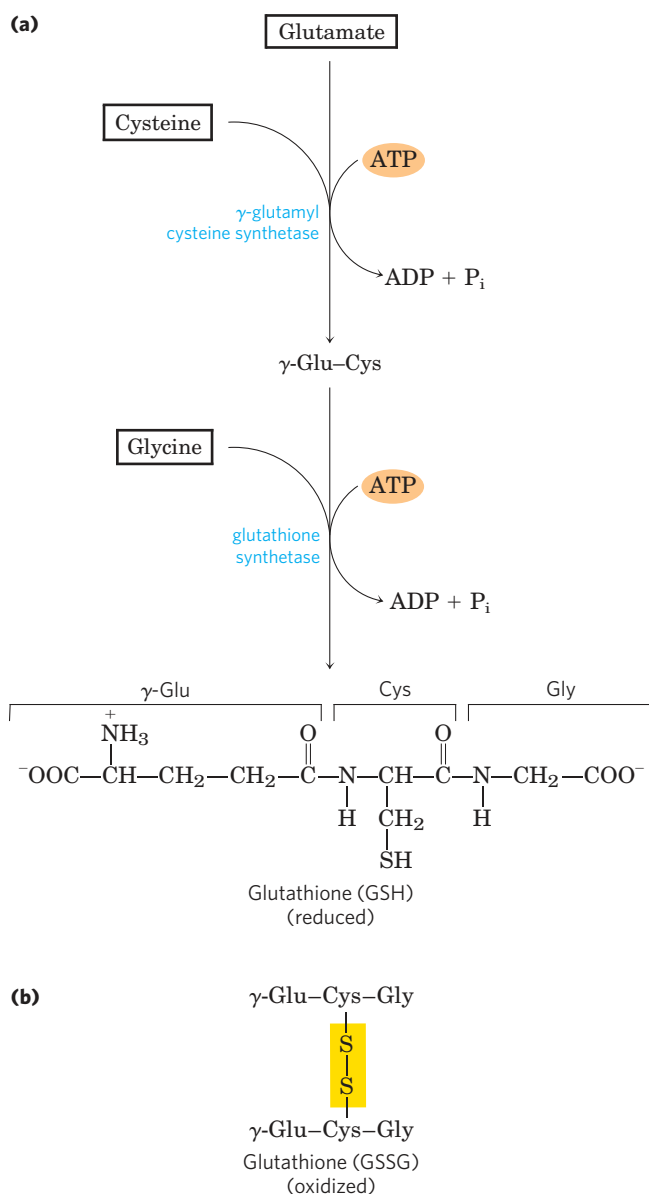 (a)
Glutamate
Cysteine
ATP
γ-glutamyl
cysteine synthetase
ADP + Pi
γ-Glu–Cys
Glycine
ATP
glutathione
synthetase
ADP + Pi
γ-Glu Cys Gly
+
NH3 O O
⁻OOC—CH—CH2—CH2—C—N—CH—C—N—CH2—COO⁻
H CH2 H
SH
Glutathione (GSH)
(reduced)
(b)
γ-Glu–Cys–Gly
S
S
γ-Glu–Cys–Gly
Glutathione (GSSG)
(oxidized)